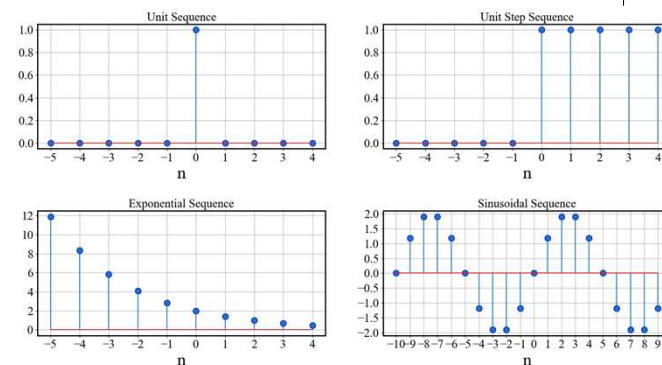 Unit Sequence
1.0
0.8
0.6
0.4
0.2
0.0
−5 −4 −3 −2 −1 0 1 2 3 4
n
Unit Step Sequence
1.0
0.8
0.6
0.4
0.2
0.0
−5 −4 −3 −2 −1 0 1 2 3 4
n
Exponential Sequence
12
10
8
6
4
2
0
−5 −4 −3 −2 −1 0 1 2 3 4
n
Sinusoidal Sequence
2.0
1.5
1.0
0.5
0.0
−0.5
−1.0
−1.5
−2.0
−10 −9 −8 −7 −6 −5 −4 −3 −2 −1 0 1 2 3 4 5 6 7 8 9
n